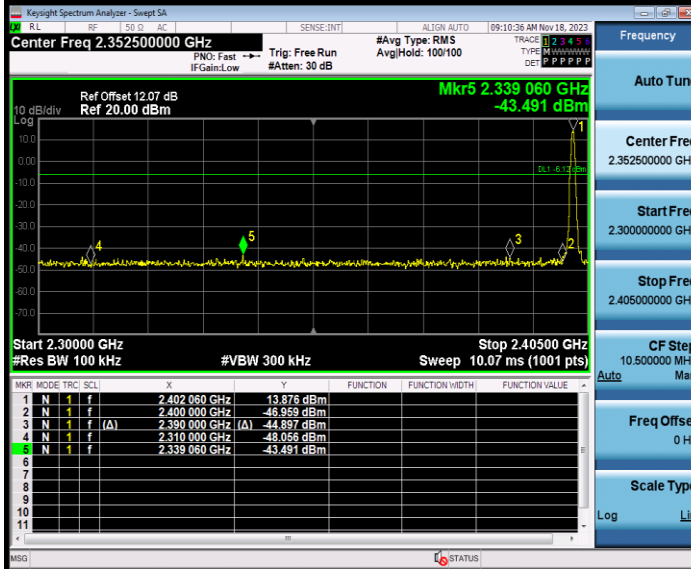 Keysight Spectrum Analyzer - Swept SA
RL RF 50 Ω AC SENSE:INT ALIGN AUTO 09:10:36 AM Nov 18, 2023
Center Freq 2.352500000 GHz
PNO: Fast
IFGain:Low
Trig: Free Run
#Atten: 30 dB
#Avg Type: RMS
Avg|Hold: 100/100
TRACE 1 2 3 4 5 6
TYPE M W W W W W
DET P P P P P P
Ref Offset 12.07 dB
Ref 20.00 dBm
10 dB/div
Log
Mkr5 2.339 060 GHz
-43.491 dBm
10.0
0.00
-10.0
-20.0
-30.0
-40.0
-50.0
-60.0
-70.0
1
DL1 -6.12 dBm
5
4
3
2
Start 2.30000 GHz Stop 2.40500 GHz
#Res BW 100 kHz #VBW 300 kHz Sweep 10.07 ms (1001 pts)
MKR MODE TRC SCL X Y FUNCTION FUNCTION WIDTH FUNCTION VALUE
1 N 1 f 2.402 060 GHz 13.876 dBm
2 N 1 f 2.400 000 GHz -46.959 dBm
3 N 1 f (Δ) 2.390 000 GHz (Δ) -44.897 dBm
4 N 1 f 2.310 000 GHz -48.056 dBm
5 N 1 f 2.339 060 GHz -43.491 dBm
6
7
8
9
10
11
MSG STATUS
Frequency
Auto Tun
Center Fre
2.352500000 GH
Start Fre
2.300000000 GH
Stop Fre
2.405000000 GH
CF Step
10.500000 MH
Auto Ma
Freq Offse
0 H
Scale Type
Log Li